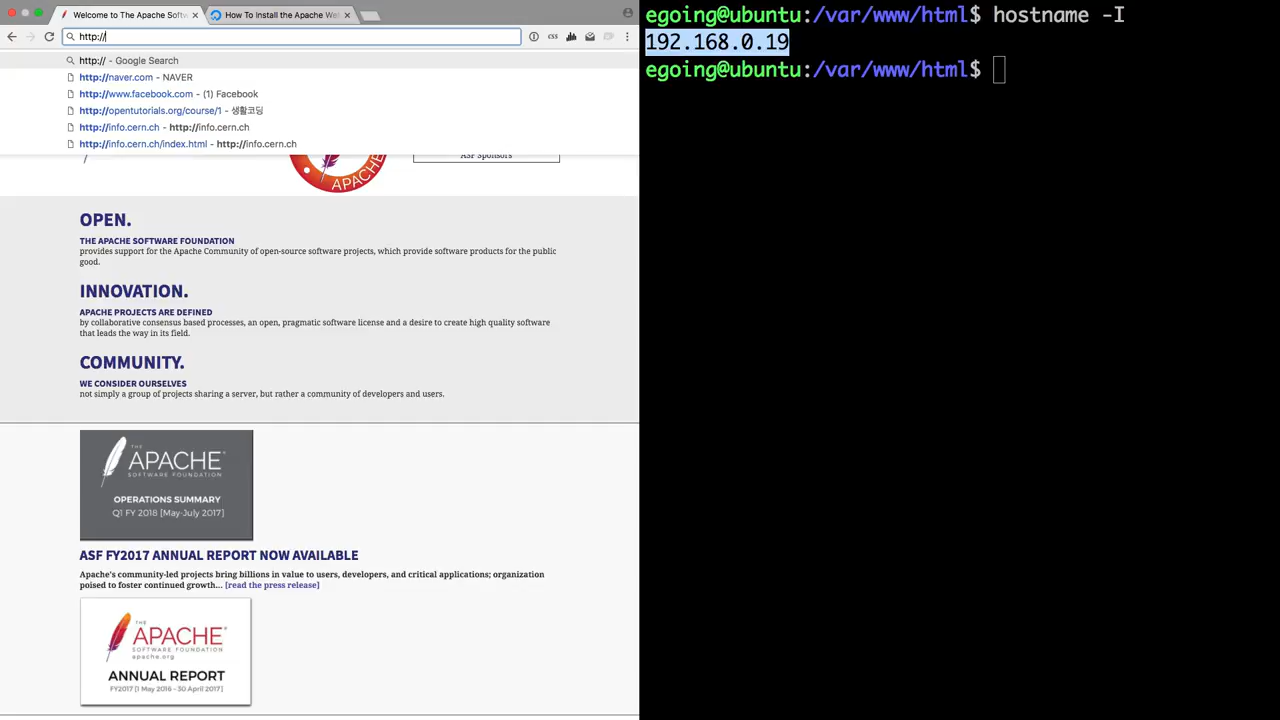 Welcome to The Apache Softw
How To Install the Apache We
http://
css
http:// - Google Search
http://naver.com - NAVER
http://www.facebook.com - (1) Facebook
http://opentutorials.org/course/1 - 생활코딩
http://info.cern.ch - http://info.cern.ch
http://info.cern.ch/index.html - http://info.cern.ch
APACHE
ASF Sponsors
OPEN.
THE APACHE SOFTWARE FOUNDATION
provides support for the Apache Community of open-source software projects, which provide software products for the public
good.
INNOVATION.
APACHE PROJECTS ARE DEFINED
by collaborative consensus based processes, an open, pragmatic software license and a desire to create high quality software
that leads the way in its field.
COMMUNITY.
WE CONSIDER OURSELVES
not simply a group of projects sharing a server, but rather a community of developers and users.
THE
APACHE®
SOFTWARE FOUNDATION
OPERATIONS SUMMARY
Q1 FY 2018 [May-July 2017]
ASF FY2017 ANNUAL REPORT NOW AVAILABLE
Apache's community-led projects bring billions in value to users, developers, and critical applications; organization
poised to foster continued growth... [read the press release]
THE
APACHE®
SOFTWARE FOUNDATION
apache.org
ANNUAL REPORT
FY2017 [1 May 2016 - 30 April 2017]
egoing@ubuntu:/var/www/html$ hostname -I
192.168.0.19
egoing@ubuntu:/var/www/html$